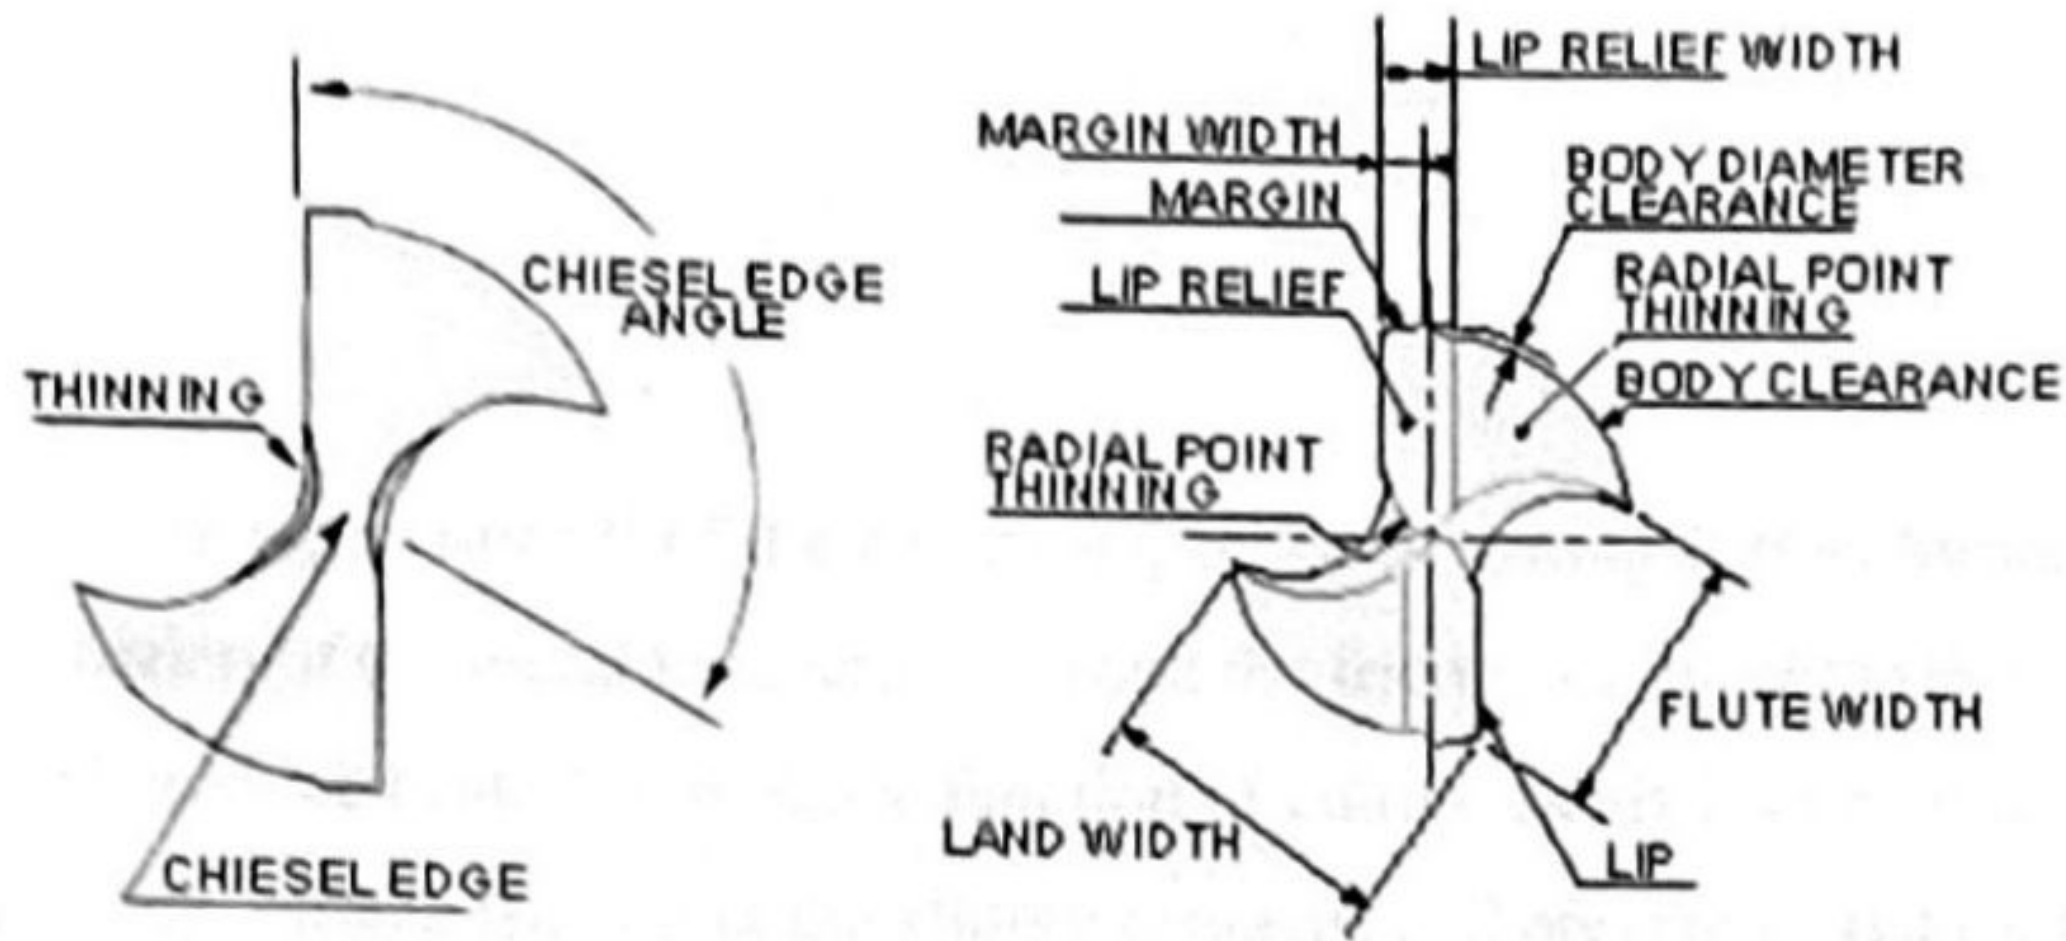 CHIESEL EDGE
ANGLE
THINNING
CHIESEL EDGE
LIP RELIEF WIDTH
MARGIN WIDTH
MARGIN
LIP RELIEF
BODY DIAMETER
CLEARANCE
RADIAL POINT
THINNING
BODY CLEARANCE
RADIAL POINT
THINNING
FLUTE WIDTH
LAND WIDTH
LIP